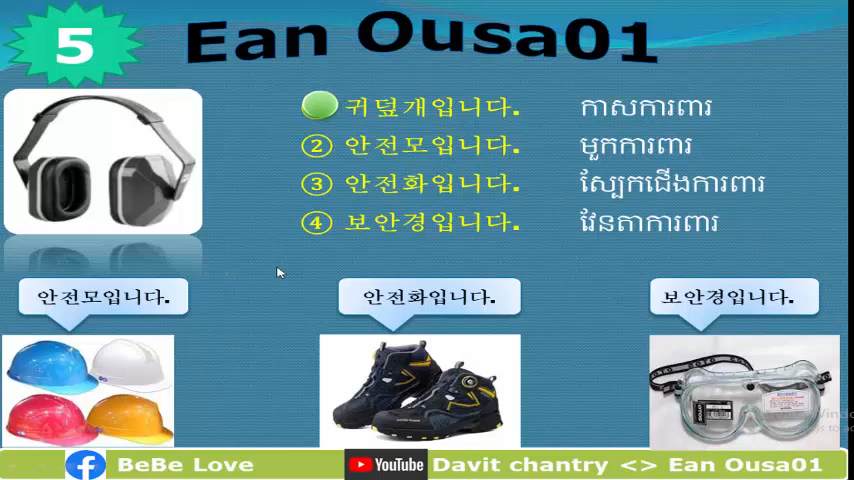 5
Ean Ousa01
귀덮개입니다. កាសការពារ
② 안전모입니다. មួកការពារ
③ 안전화입니다. ស្បែកជើងការពារ
④ 보안경입니다. វែនតាការពារ
안전모입니다. 안전화입니다. 보안경입니다.
BeBe Love YouTube Davit chantry <> Ean Ousa01